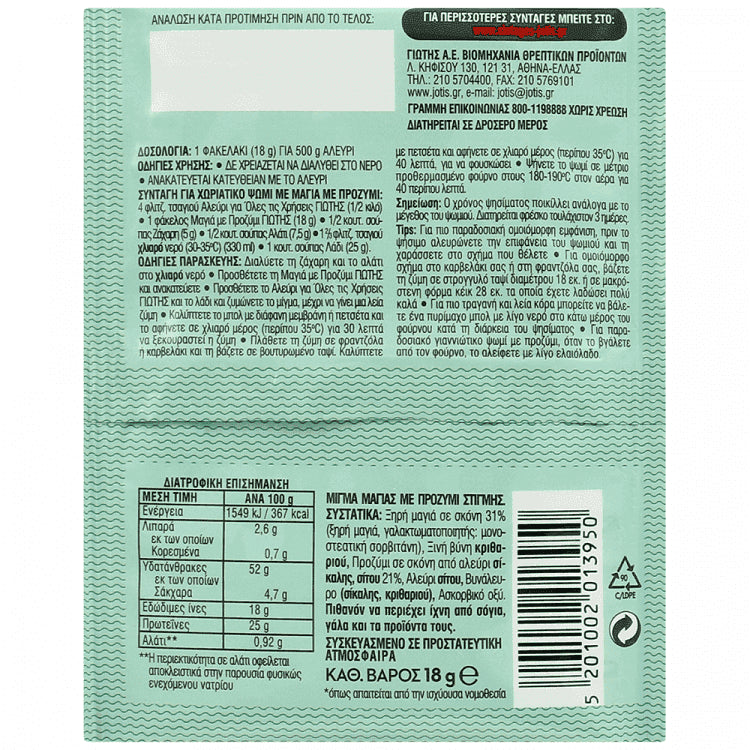 ΑΝΑΛΩΣΗ ΚΑΤΑ ΠΡΟΤΙΜΗΣΗ ΠΡΙΝ ΑΠΟ ΤΟ ΤΕΛΟΣ:
ΓΙΑ ΠΕΡΙΣΣΟΤΕΡΕΣ ΣΥΝΤΑΓΕΣ ΜΠΕΙΤΕ ΣΤΟ:
www.sintages-jotis.gr
ΓΙΩΤΗΣ Α.Ε. ΒΙΟΜΗΧΑΝΙΑ ΘΡΕΠΤΙΚΩΝ ΠΡΟΪΟΝΤΩΝ
Λ. ΚΗΦΙΣΟΥ 130, 121 31, ΑΘΗΝΑ-ΕΛΛΑΣ
ΤΗΛ.: 210 5704400, FAX: 210 5769101
www.jotis.gr, e-mail: jotis@jotis.gr
ΓΡΑΜΜΗ ΕΠΙΚΟΙΝΩΝΙΑΣ 800-1198888 ΧΩΡΙΣ ΧΡΕΩΣΗ
ΔΙΑΤΗΡΕΙΤΑΙ ΣΕ ΔΡΟΣΕΡΟ ΜΕΡΟΣ
ΔΟΣΟΛΟΓΙΑ: 1 ΦΑΚΕΛΑΚΙ (18 g) ΓΙΑ 500 g ΑΛΕΥΡΙ
ΟΔΗΓΙΕΣ ΧΡΗΣΗΣ: • ΔΕ ΧΡΕΙΑΖΕΤΑΙ ΝΑ ΔΙΑΛΥΘΕΙ ΣΤΟ ΝΕΡΟ
• ΑΝΑΚΑΤΕΥΕΤΑΙ ΚΑΤΕΥΘΕΙΑΝ ΜΕ ΤΟ ΑΛΕΥΡΙ
ΣΥΝΤΑΓΗ ΓΙΑ ΧΩΡΙΑΤΙΚΟ ΨΩΜΙ ΜΕ ΜΑΓΙΑ ΜΕ ΠΡΟΖΥΜΙ:
4 φλιτζ. τσαγιού Αλεύρι για Όλες τις Χρήσεις ΓΙΩΤΗΣ (1/2 κιλό)
• 1 φάκελος Μαγιά με Προζύμι ΓΙΩΤΗΣ (18 g) • 1/2 κουτ. σού-
πας Ζάχαρη (5 g) • 1/2 κουτ. σούπας Αλάτι (7,5 g) • 1⅔ φλιτζ. τσαγιού
χλιαρό νερό (30-35°C) (330 ml) • 1 κουτ. σούπας Λάδι (25 g).
ΟΔΗΓΙΕΣ ΠΑΡΑΣΚΕΥΗΣ: Διαλύετε τη ζάχαρη και το αλάτι
στο χλιαρό νερό • Προσθέτετε τη Μαγιά με Προζύμι ΓΙΩΤΗΣ
και ανακατεύετε • Προσθέτετε το Αλεύρι για Όλες τις Χρήσεις
ΓΙΩΤΗΣ και το λάδι και ζυμώνετε το μίγμα, μέχρι να γίνει μια λεία
ζύμη • Καλύπτετε το μπολ με διάφανη μεμβράνη ή πετσέτα και
το αφήνετε σε χλιαρό μέρος (περίπου 35°C) για 30 λεπτά
να ξεκουραστεί η ζύμη • Πλάθετε τη ζύμη σε φραντζόλα
ή καρβελάκι και τη βάζετε σε βουτυρωμένο ταψί. Καλύπτετε
με πετσέτα και αφήνετε σε χλιαρό μέρος (περίπου 35°C) για
40 λεπτά, για να φουσκώσει • Ψήνετε το ψωμί σε μέτριο
προθερμασμένο φούρνο στους 180-190°C στον αέρα για
40 περίπου λεπτά.
Σημείωση: Ο χρόνος ψησίματος ποικίλλει ανάλογα με το
μέγεθος του ψωμιού. Διατηρείται φρέσκο τουλάχιστον 3 ημέρες.
Tips: Για πιο παραδοσιακή ομοιόμορφη εμφάνιση, πριν το
ψήσιμο αλευρώνετε την επιφάνεια του ψωμιού και τη
χαράσσετε στο σχήμα που θέλετε • Για ομοιόμορφο
σχήμα στο καρβελάκι σας ή στη φραντζόλα σας, βάζετε
τη ζύμη σε στρογγυλό ταψί διαμέτρου 18 εκ. ή σε μακρό-
στενη φόρμα κέικ 28 εκ. τα οποία έχετε λαδώσει πολύ
καλά • Για πιο τραγανή και λεία κόρα μπορείτε να βάλε-
τε ένα πυρίμαχο μπολ με λίγο νερό στο κάτω μέρος του
φούρνου κατά τη διάρκεια του ψησίματος • Για παρα-
δοσιακό γιαννιώτικο ψωμί με προζύμι, όταν το βγάλετε
από τον φούρνο, το αλείφετε με λίγο ελαιόλαδο.
ΔΙΑΤΡΟΦΙΚΗ ΕΠΙΣΗΜΑΝΣΗ
ΜΕΣΗ ΤΙΜΗ ΑΝΑ 100 g
Ενέργεια 1549 kJ / 367 kcal
Λιπαρά 2,6 g
εκ των οποίων
Κορεσμένα 0,7 g
Υδατάνθρακες 52 g
εκ των οποίων
Σάκχαρα 4,7 g
Εδώδιμες ίνες 18 g
Πρωτεΐνες 25 g
Αλάτι** 0,92 g
**Η περιεκτικότητα σε αλάτι οφείλεται
αποκλειστικά στην παρουσία φυσικώς
ενεχόμενου νατρίου
ΜΙΓΜΑ ΜΑΓΙΑΣ ΜΕ ΠΡΟΖΥΜΙ ΣΤΙΓΜΗΣ.
ΣΥΣΤΑΤΙΚΑ: Ξηρή μαγιά σε σκόνη 31%
(ξηρή μαγιά, γαλακτωματοποιητής: μονο-
στεατική σορβιτάνη), Ξινή βύνη κριθα-
ριού, Προζύμι σε σκόνη από αλεύρι σί-
καλης, σίτου 21%, Αλεύρι σίτου, Βυνάλευ-
ρο (σίκαλης, κριθαριού), Ασκορβικό οξύ.
Πιθανόν να περιέχει ίχνη από σόγια,
γάλα και τα προϊόντα τους.
ΣΥΣΚΕΥΑΣΜΕΝΟ ΣΕ ΠΡΟΣΤΑΤΕΥΤΙΚΗ
ΑΤΜΟΣΦΑΙΡΑ
ΚΑΘ. ΒΑΡΟΣ 18 g ℮
*όπως απαιτείται από την ισχύουσα νομοθεσία
5 201002 013950
90
C/LDPE